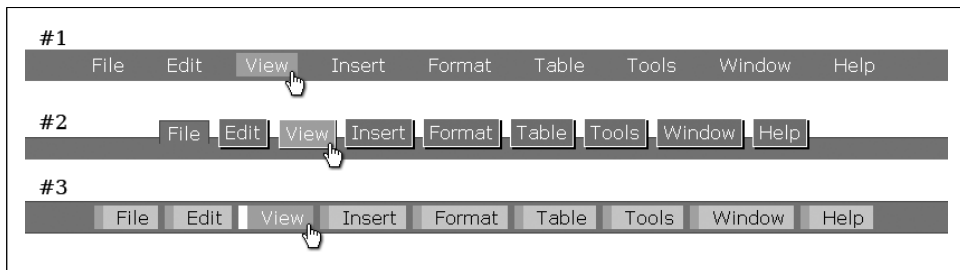 #1
File Edit View Insert Format Table Tools Window Help
#2
File Edit View Insert Format Table Tools Window Help
#3
File Edit View Insert Format Table Tools Window Help